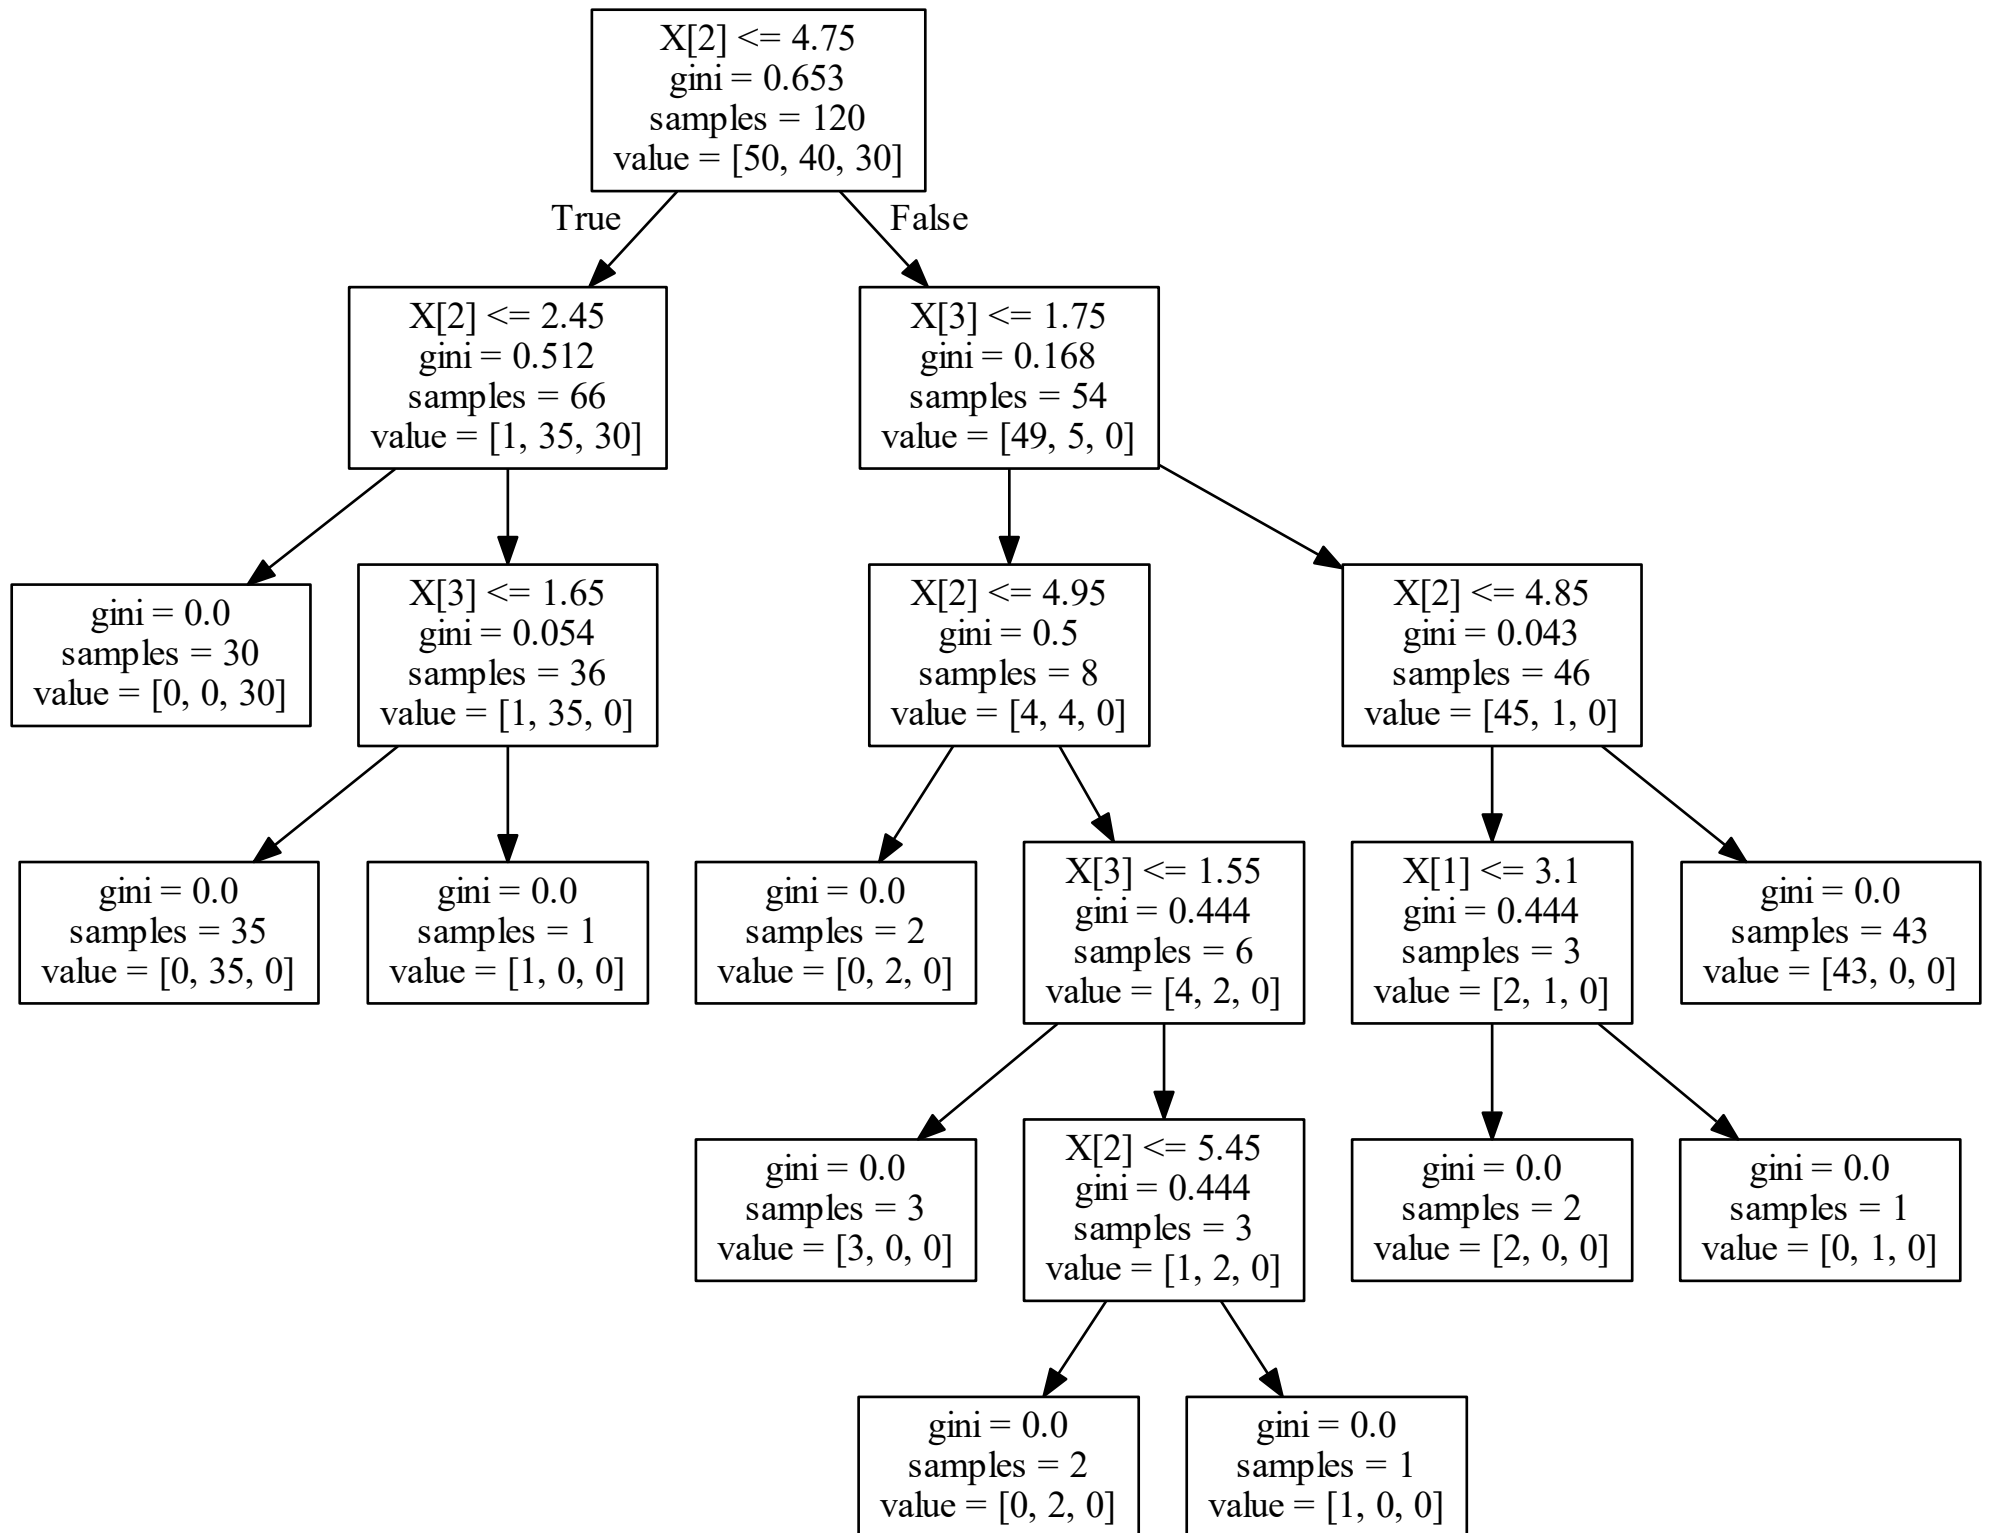 X[2] <= 4.75
gini = 0.653
samples = 120
value = [50, 40, 30]
True
False
X[2] <= 2.45
gini = 0.512
samples = 66
value = [1, 35, 30]
X[3] <= 1.75
gini = 0.168
samples = 54
value = [49, 5, 0]
gini = 0.0
samples = 30
value = [0, 0, 30]
X[3] <= 1.65
gini = 0.054
samples = 36
value = [1, 35, 0]
X[2] <= 4.95
gini = 0.5
samples = 8
value = [4, 4, 0]
X[2] <= 4.85
gini = 0.043
samples = 46
value = [45, 1, 0]
gini = 0.0
samples = 35
value = [0, 35, 0]
gini = 0.0
samples = 1
value = [1, 0, 0]
gini = 0.0
samples = 2
value = [0, 2, 0]
X[3] <= 1.55
gini = 0.444
samples = 6
value = [4, 2, 0]
X[1] <= 3.1
gini = 0.444
samples = 3
value = [2, 1, 0]
gini = 0.0
samples = 43
value = [43, 0, 0]
gini = 0.0
samples = 3
value = [3, 0, 0]
X[2] <= 5.45
gini = 0.444
samples = 3
value = [1, 2, 0]
gini = 0.0
samples = 2
value = [2, 0, 0]
gini = 0.0
samples = 1
value = [0, 1, 0]
gini = 0.0
samples = 2
value = [0, 2, 0]
gini = 0.0
samples = 1
value = [1, 0, 0]